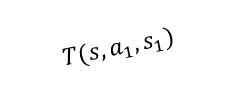 T(s, a₁, s₁)